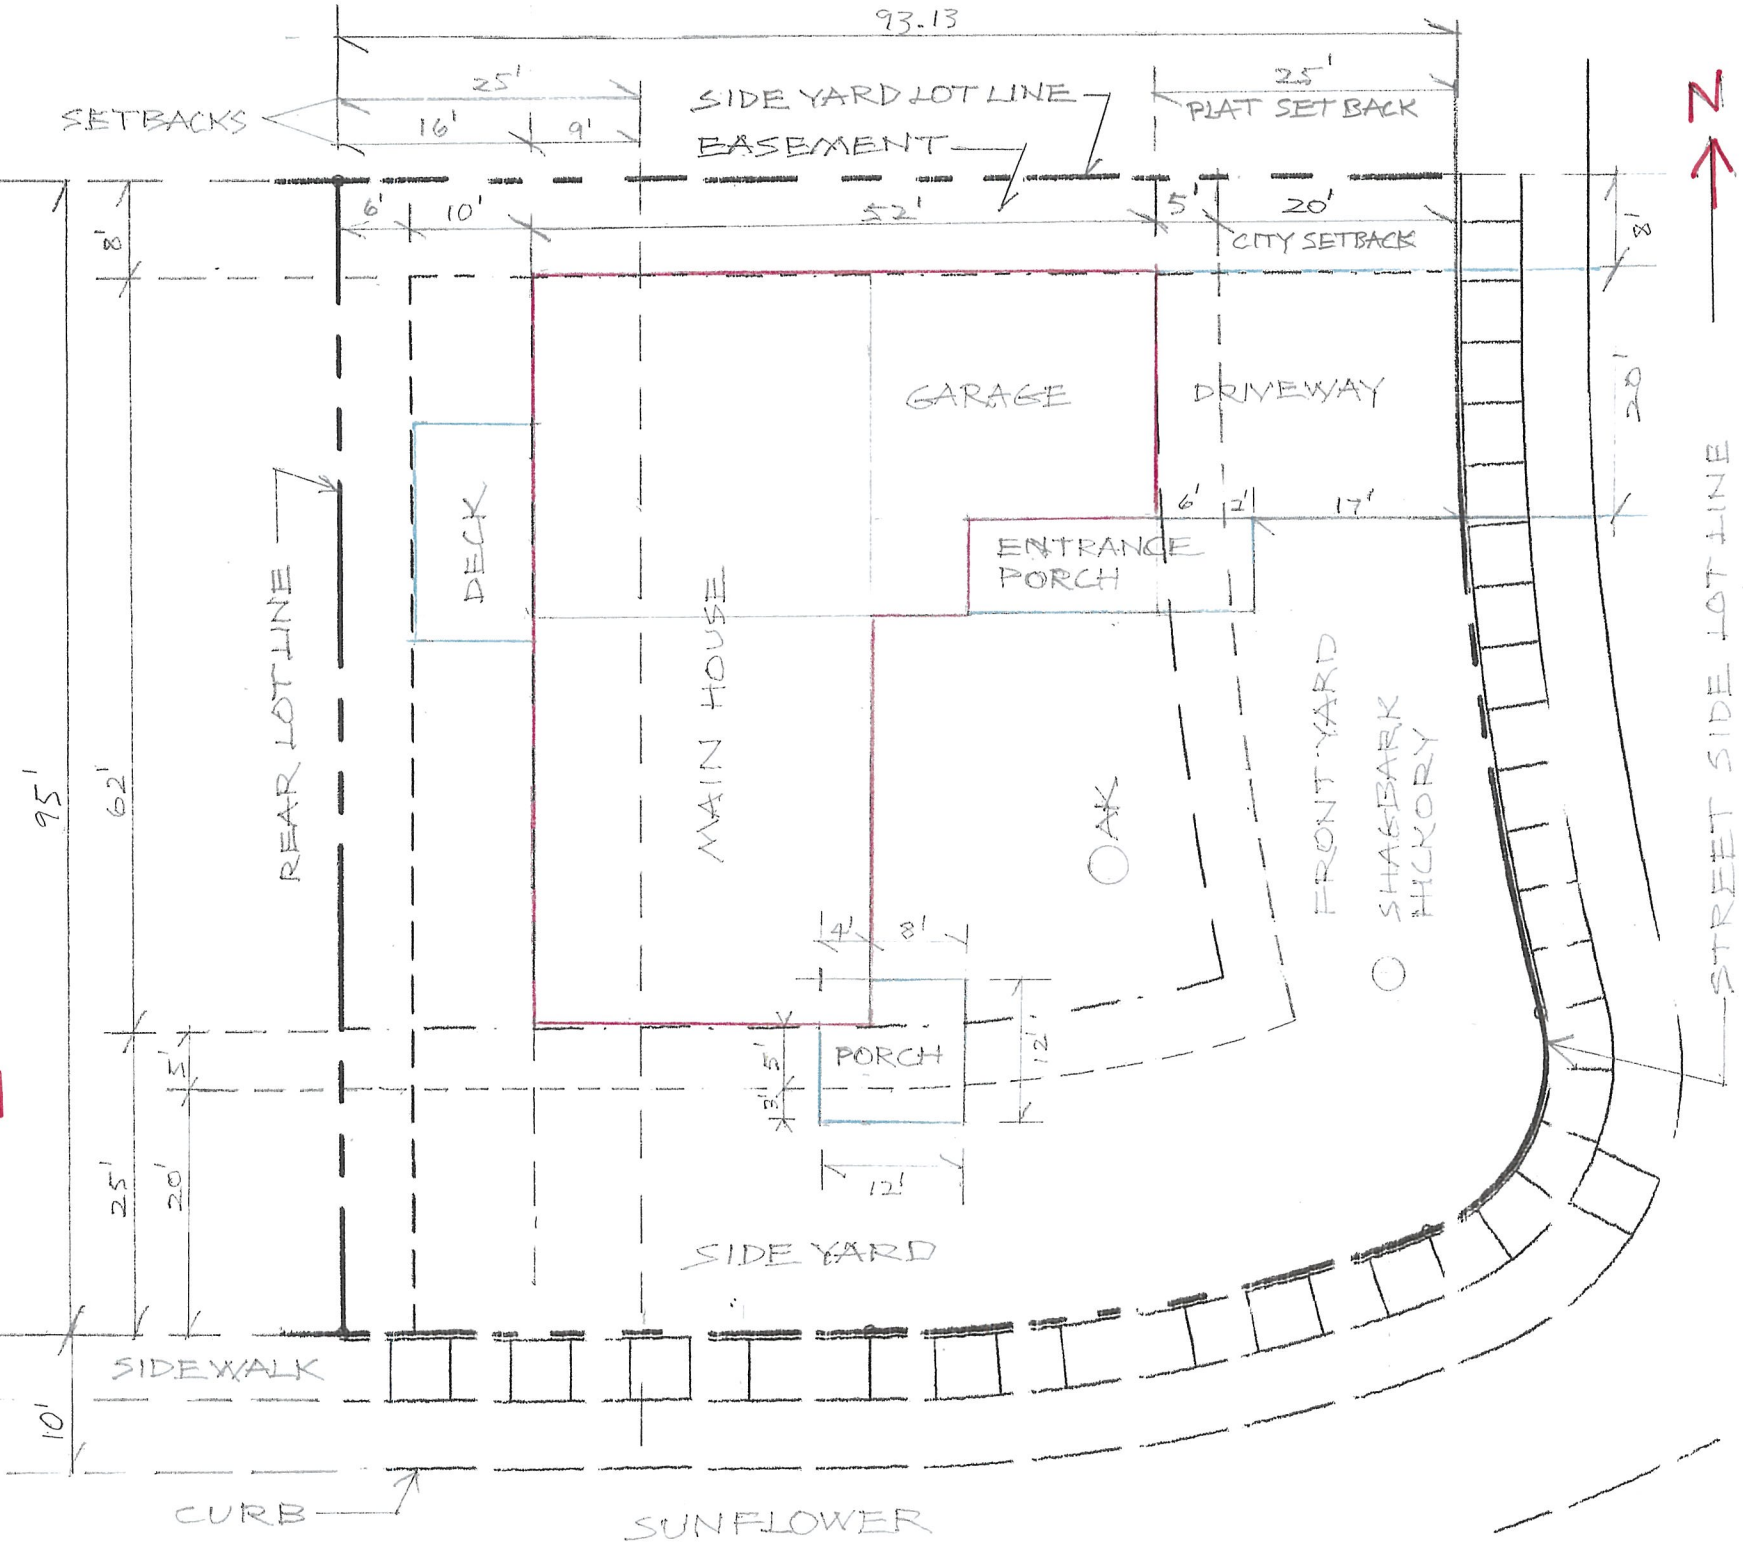 93.13
25'
25'
SETBACKS
16'
9'
SIDE YARD LOT LINE
PLAT SETBACK
N
EASEMENT
6'
10'
52'
5'
20'
8'
8'
CITY SETBACK
GARAGE
DRIVEWAY
20'
DECK
6'
2'
17'
ENTRANCE
PORCH
REAR LOT LINE
MAIN HOUSE
STREET SIDE LOT LINE
95'
62'
OAK
FRONT YARD
SHAGBARK
HICKORY
4'
8'
5'
5'
PORCH
12'
3'
25'
20'
12'
SIDE YARD
SIDEWALK
10'
CURB
SUNFLOWER